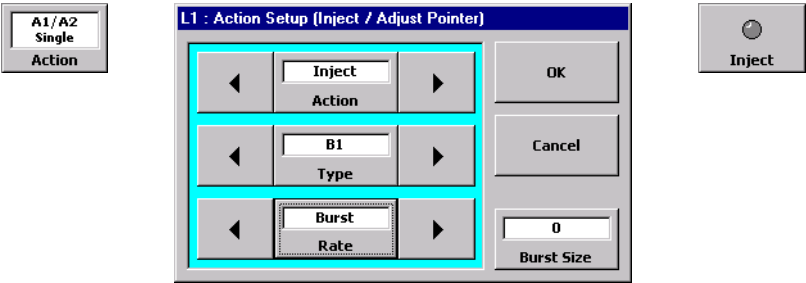 A1/A2
Single
Action
L1 : Action Setup (Inject / Adjust Pointer)
Inject
Action
B1
Type
Burst
Rate
OK
Cancel
0
Burst Size
Inject